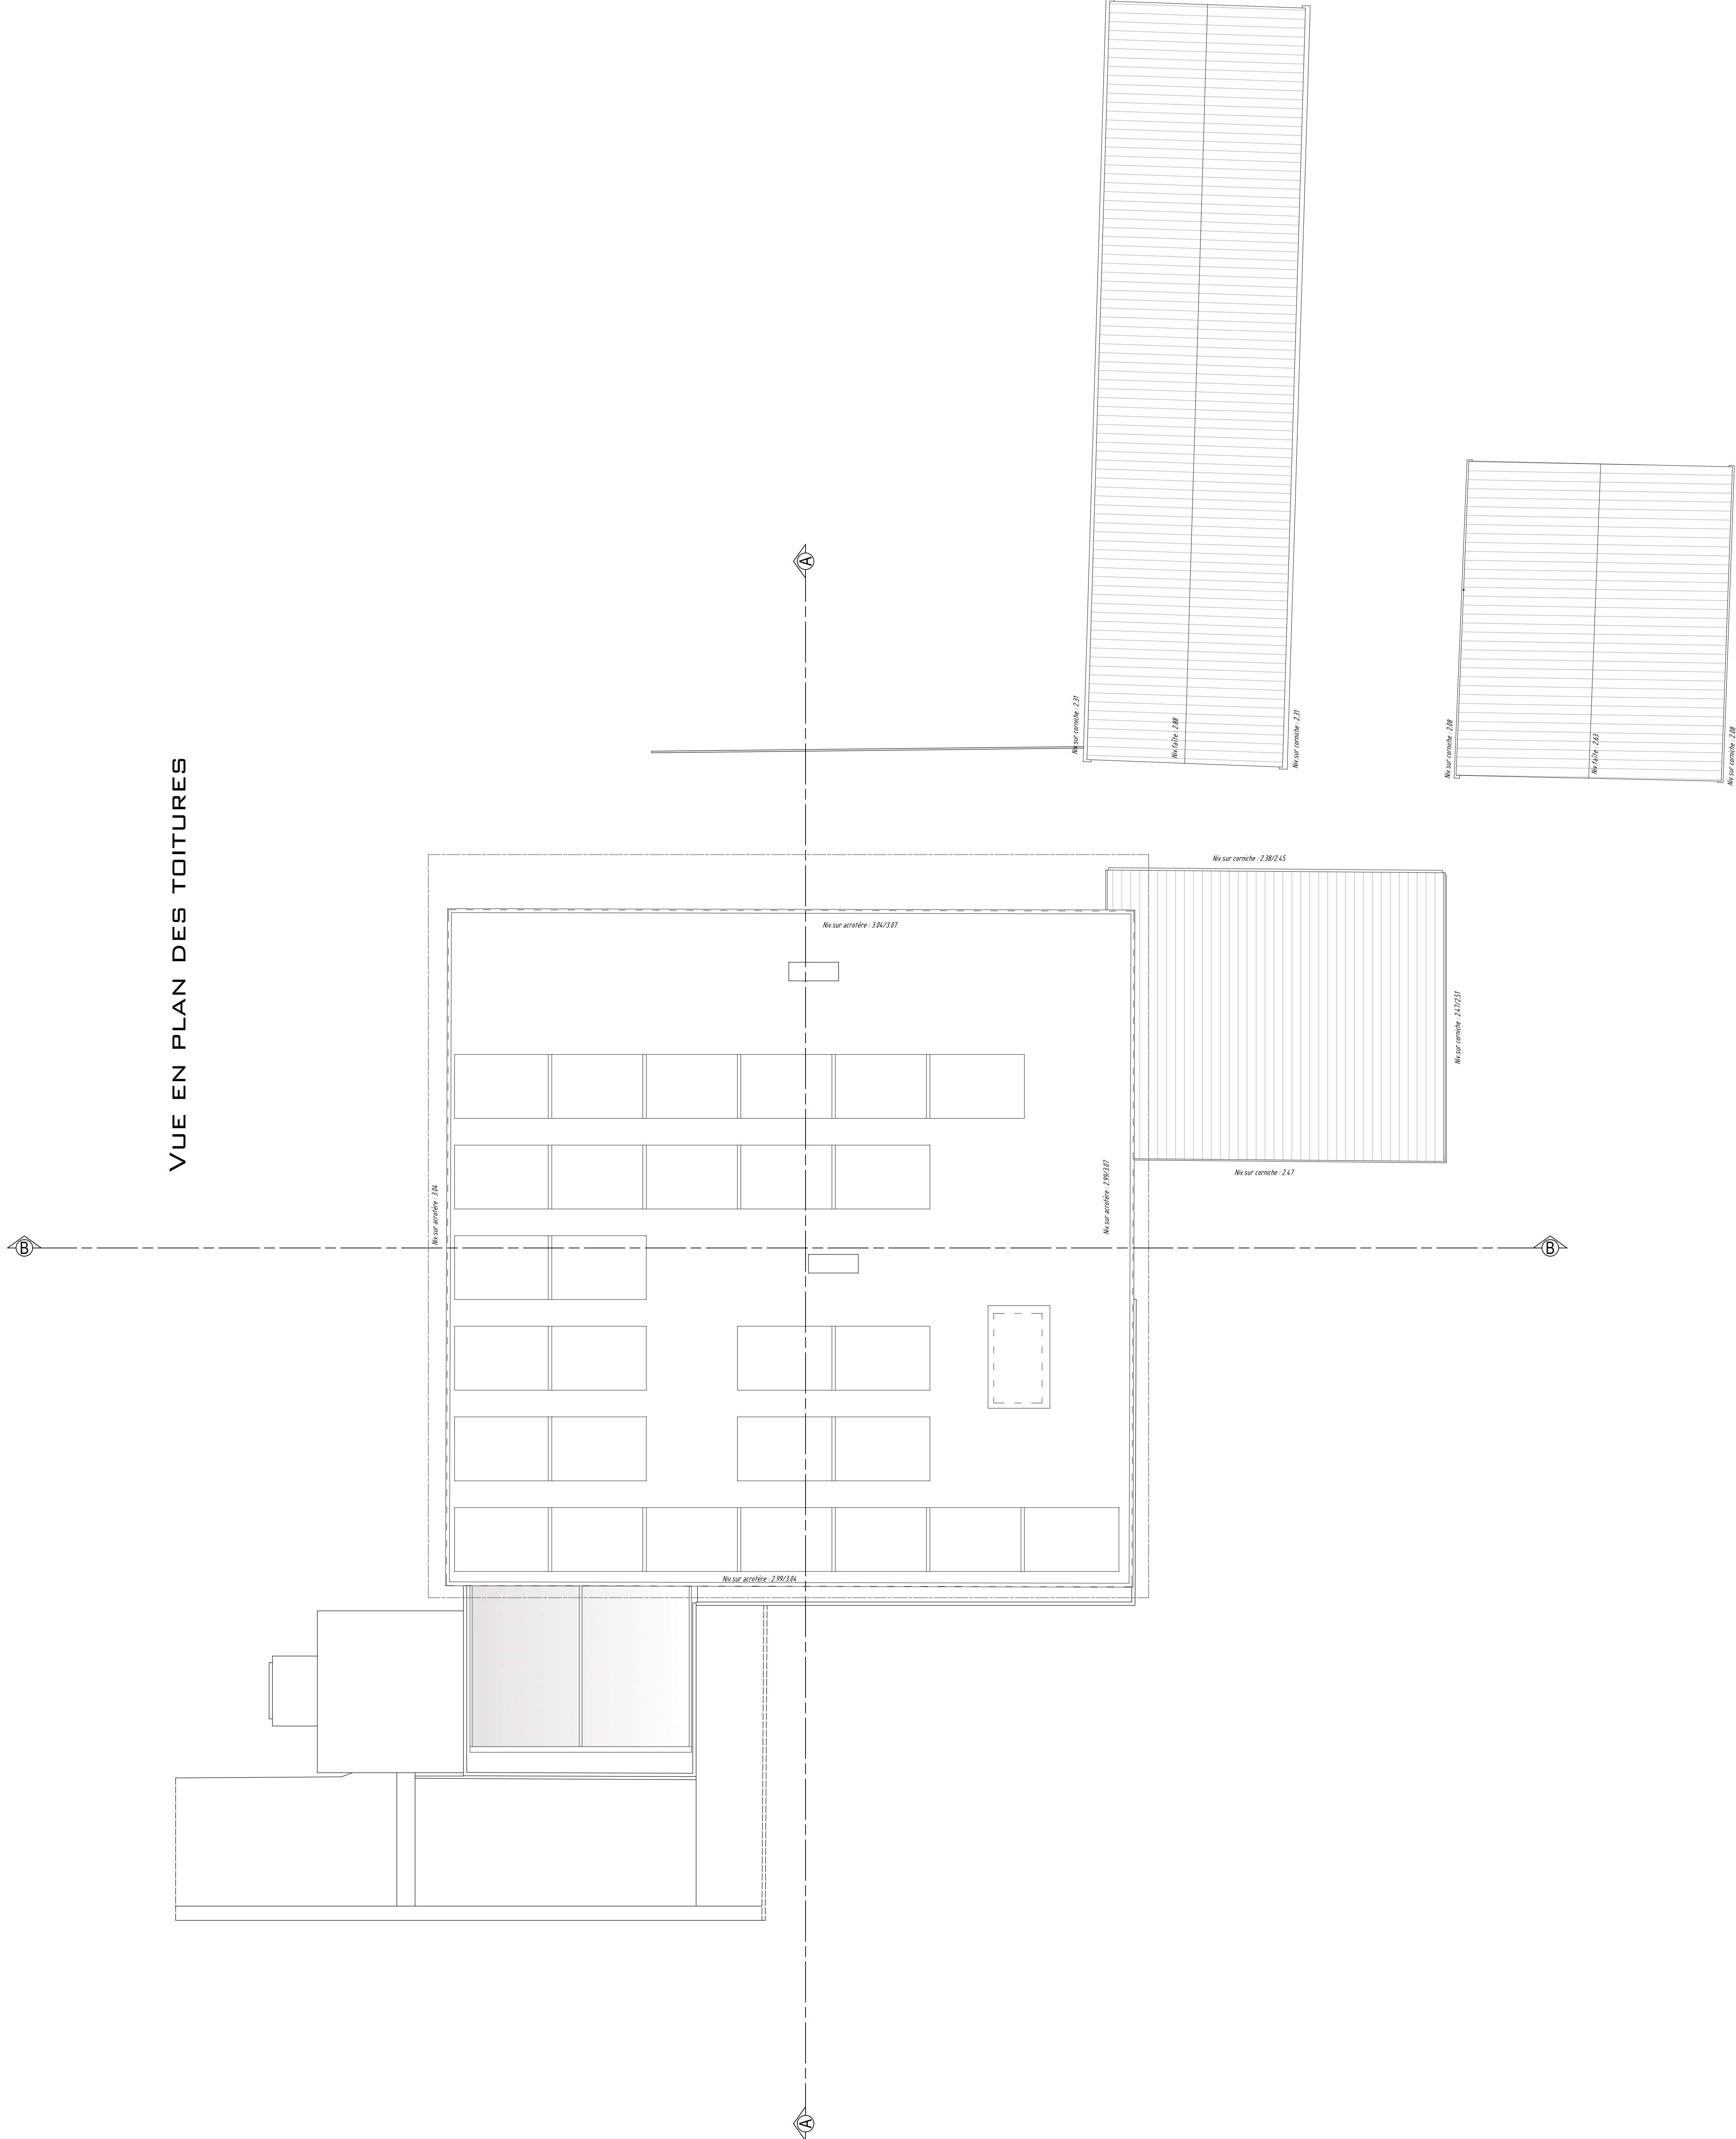 VUE EN PLAN DES TOITURES
A
Niv.sur corniche : 2.31
Niv.faîte : 2.88
Niv.sur corniche : 2.31
Niv.sur corniche : 2.08
Niv.faîte : 2.63
Niv.sur corniche : 2.08
Niv.sur corniche : 2.38/2.45
Niv.sur acrotère : 3.04/3.07
Niv.sur corniche : 2.47/2.51
Niv.sur acrotère : 3.04
Niv.sur acrotère : 2.99/3.07
Niv.sur corniche : 2.47
B
B
Niv.sur acrotère : 2.99/3.04
A